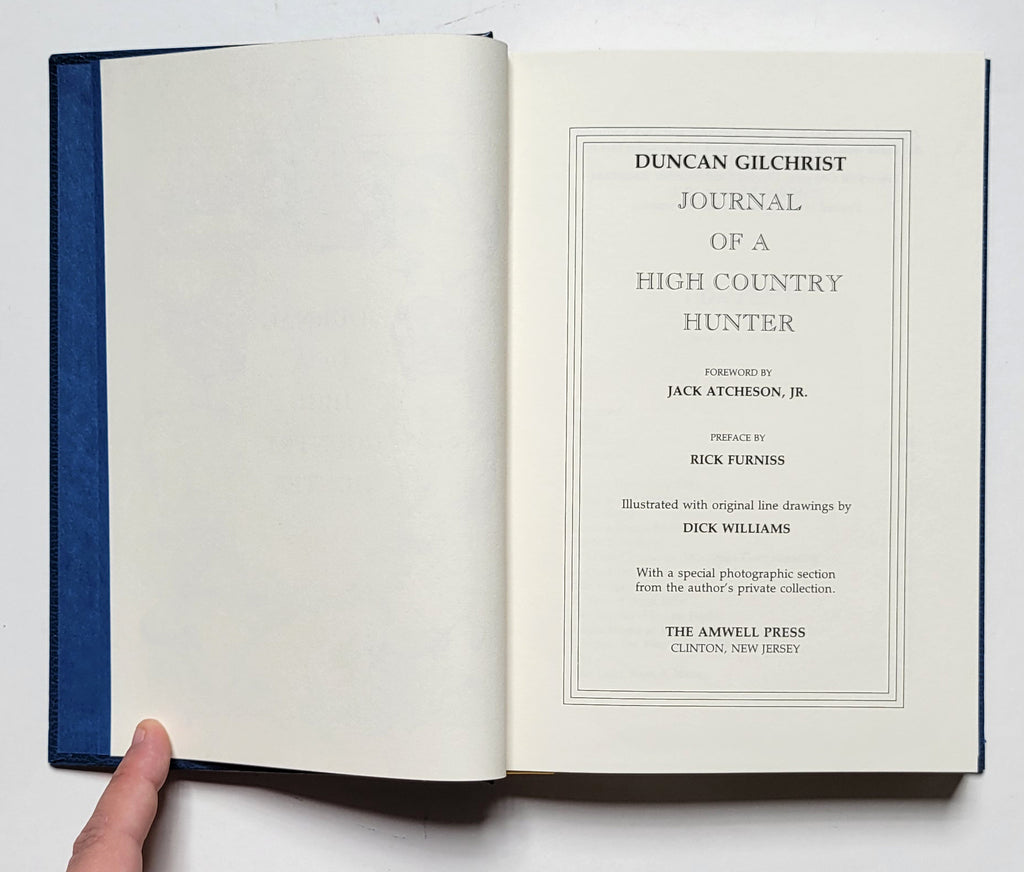 DUNCAN GILCHRIST
JOURNAL
OF A
HIGH COUNTRY
HUNTER
FOREWORD BY
JACK ATCHESON, JR.
PREFACE BY
RICK FURNISS
Illustrated with original line drawings by
DICK WILLIAMS
With a special photographic section
from the author's private collection.
THE AMWELL PRESS
CLINTON, NEW JERSEY